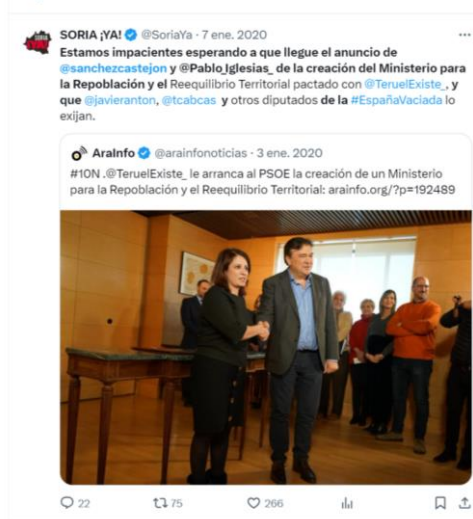 SORIA ¡YA! @SoriaYa · 7 ene. 2020
Estamos impacientes esperando a que llegue el anuncio de
@sanchezcastejon y @Pablo_Iglesias_ de la creación del Ministerio para
la Repoblación y el Reequilibrio Territorial pactado con @TeruelExiste_, y
que @javieranton, @tcabcas y otros diputados de la #EspañaVaciada lo
exijan.
AraInfo @arainfonoticias · 3 ene. 2020
#10N .@TeruelExiste_ le arranca al PSOE la creación de un Ministerio
para la Repoblación y el Reequilibrio Territorial: arainfo.org/?p=192489
22 75 266